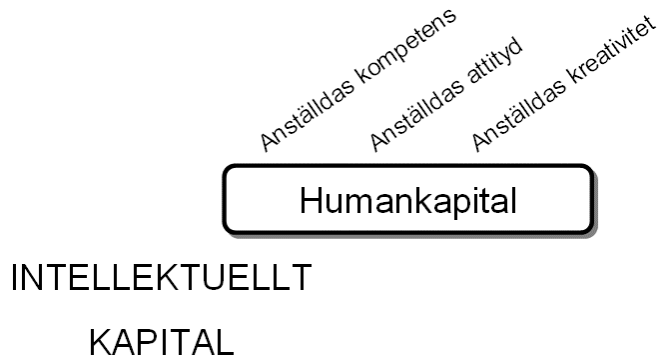 Anställdas kompetens
Anställdas attityd
Anställdas kreativitet
Humankapital
INTELLEKTUELLT
KAPITAL